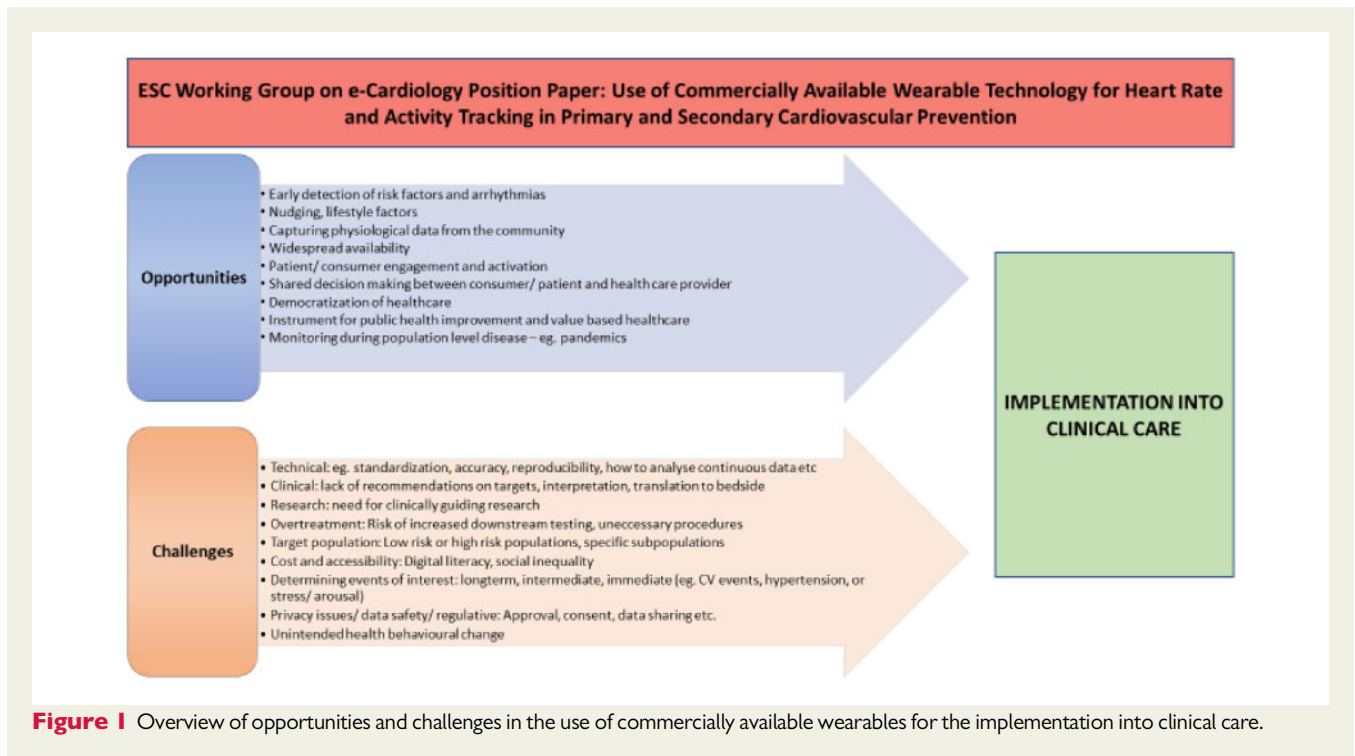 ESC Working Group on e-Cardiology Position Paper: Use of Commercially Available Wearable Technology for Heart Rate
and Activity Tracking in Primary and Secondary Cardiovascular Prevention
Opportunities
• Early detection of risk factors and arrhythmias
• Nudging, lifestyle factors
• Capturing physiological data from the community
• Widespread availability
• Patient/ consumer engagement and activation
• Shared decision making between consumer/ patient and health care provider
• Democratization of healthcare
• Instrument for public health improvement and value based healthcare
• Monitoring during population level disease – eg. pandemics
Challenges
• Technical: eg. standardization, accuracy, reproducibility, how to analyse continuous data etc
• Clinical: lack of recommendations on targets, interpretation, translation to bedside
• Research: need for clinically guiding research
• Overtreatment: Risk of increased downstream testing, uneccessary procedures
• Target population: Low risk or high risk populations, specific subpopulations
• Cost and accessibility: Digital literacy, social inequality
• Determining events of interest: longterm, intermediate, immediate (eg. CV events, hypertension, or
stress/ arousal)
• Privacy issues/ data safety/ regulative: Approval, consent, data sharing etc.
• Unintended health behavioural change
IMPLEMENTATION INTO
CLINICAL CARE
Figure 1 Overview of opportunities and challenges in the use of commercially available wearables for the implementation into clinical care.